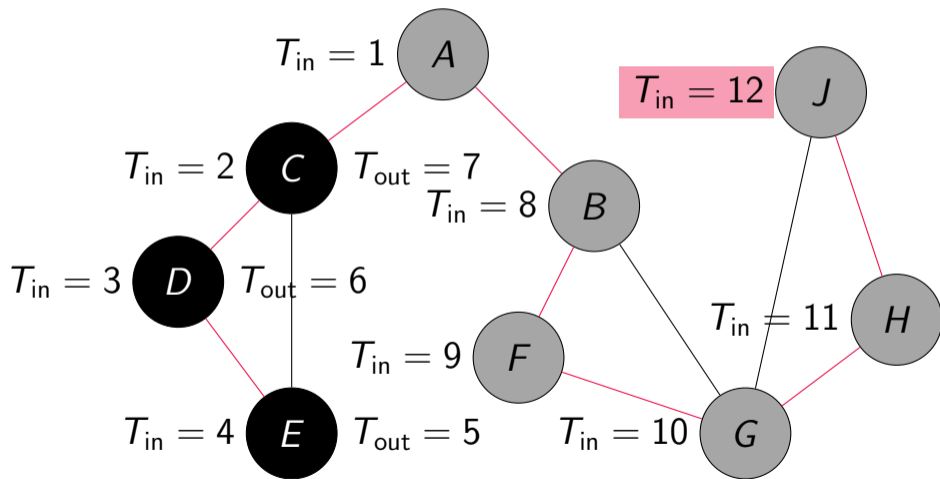 T_in = 1 A
T_in = 12 J
T_in = 2 C T_out = 7
T_in = 8 B
T_in = 3 D T_out = 6
T_in = 11 H
T_in = 9 F
T_in = 4 E T_out = 5
T_in = 10 G